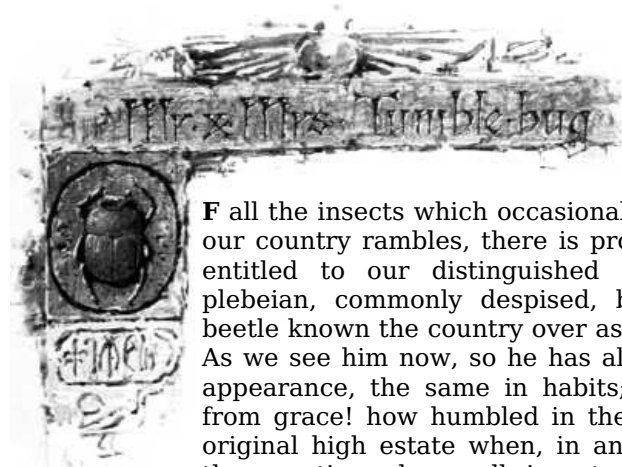 Mr. & Mrs. Tumble-bug
F all the insects which occasional
our country rambles, there is pro
entitled to our distinguished
plebeian, commonly despised, b
beetle known the country over as
As we see him now, so he has al
appearance, the same in habits;
from grace! how humbled in the
original high estate when, in an